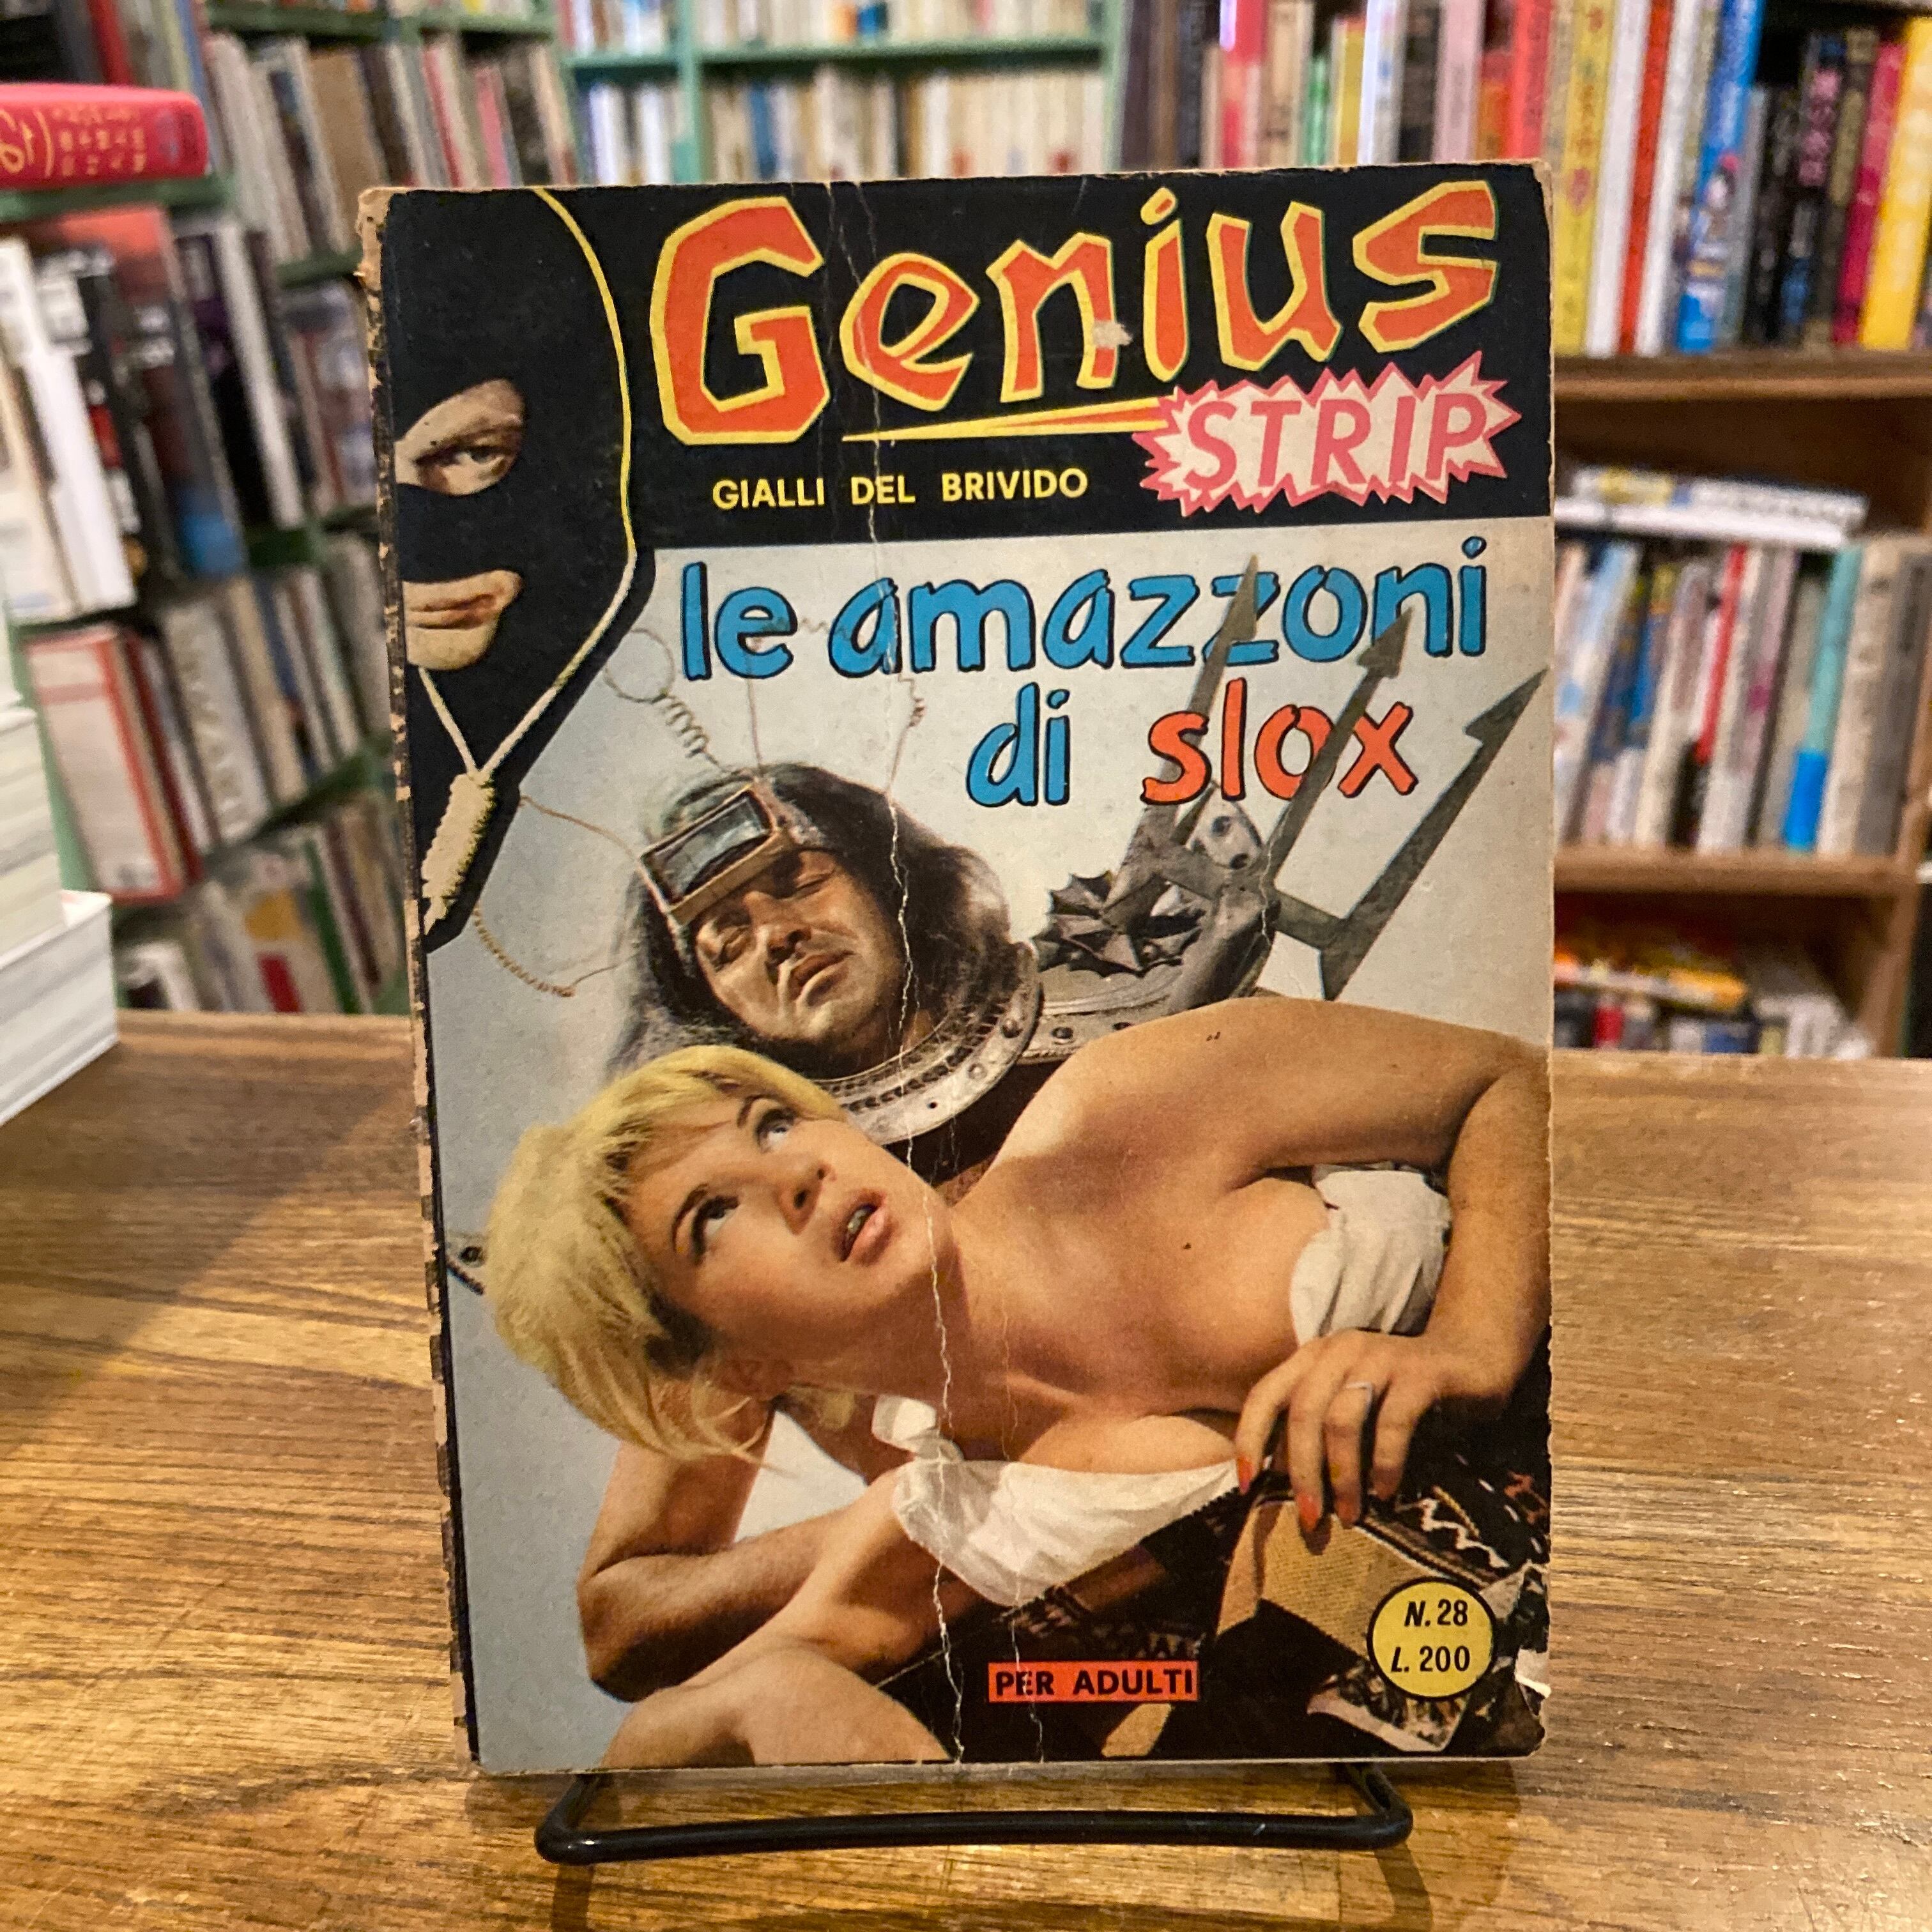 Genius
STRIP
GIALLI DEL BRIVIDO
le amazzoni
di slox
PER ADULTI
N. 28
L. 200